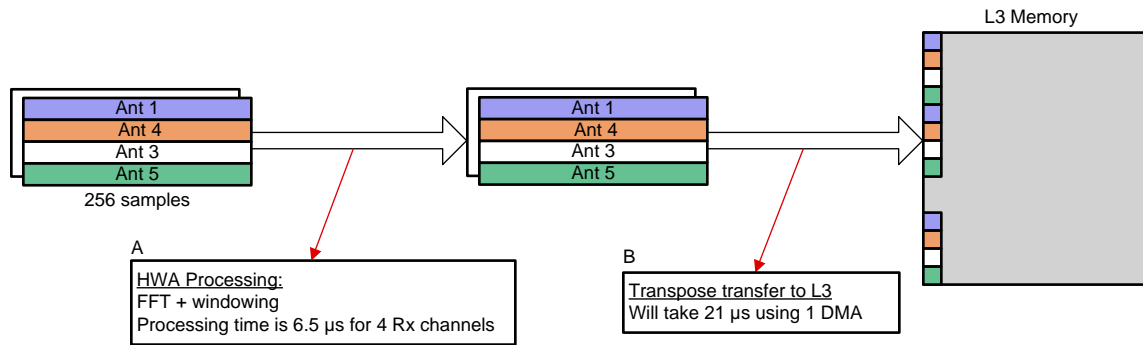 L3 Memory
Ant 1
Ant 4
Ant 3
Ant 5
256 samples
Ant 1
Ant 4
Ant 3
Ant 5
A
HWA Processing:
FFT + windowing
Processing time is 6.5 µs for 4 Rx channels
B
Transpose transfer to L3
Will take 21 µs using 1 DMA